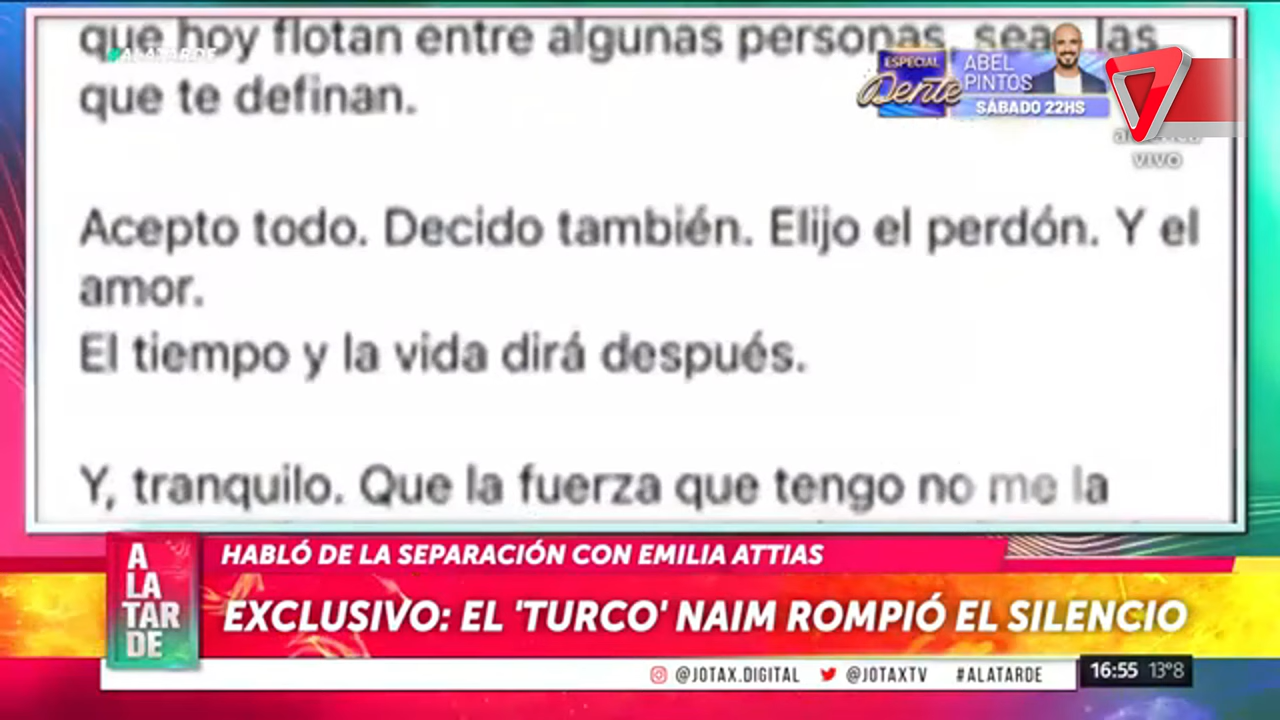 que hoy flotan entre algunas personas, sean las
que te definan.
#ALATARDE
ESPECIAL
Dente
ABEL
PINTOS
SÁBADO 22HS
vivo
Acepto todo. Decido también. Elijo el perdón. Y el
amor.
El tiempo y la vida dirá después.
Y, tranquilo. Que la fuerza que tengo no me la
A
LA
TAR
DE
HABLÓ DE LA SEPARACIÓN CON EMILIA ATTIAS
EXCLUSIVO: EL 'TURCO' NAIM ROMPIÓ EL SILENCIO
@JOTAX.DIGITAL @JOTAXTV #ALATARDE
16:55 13°8